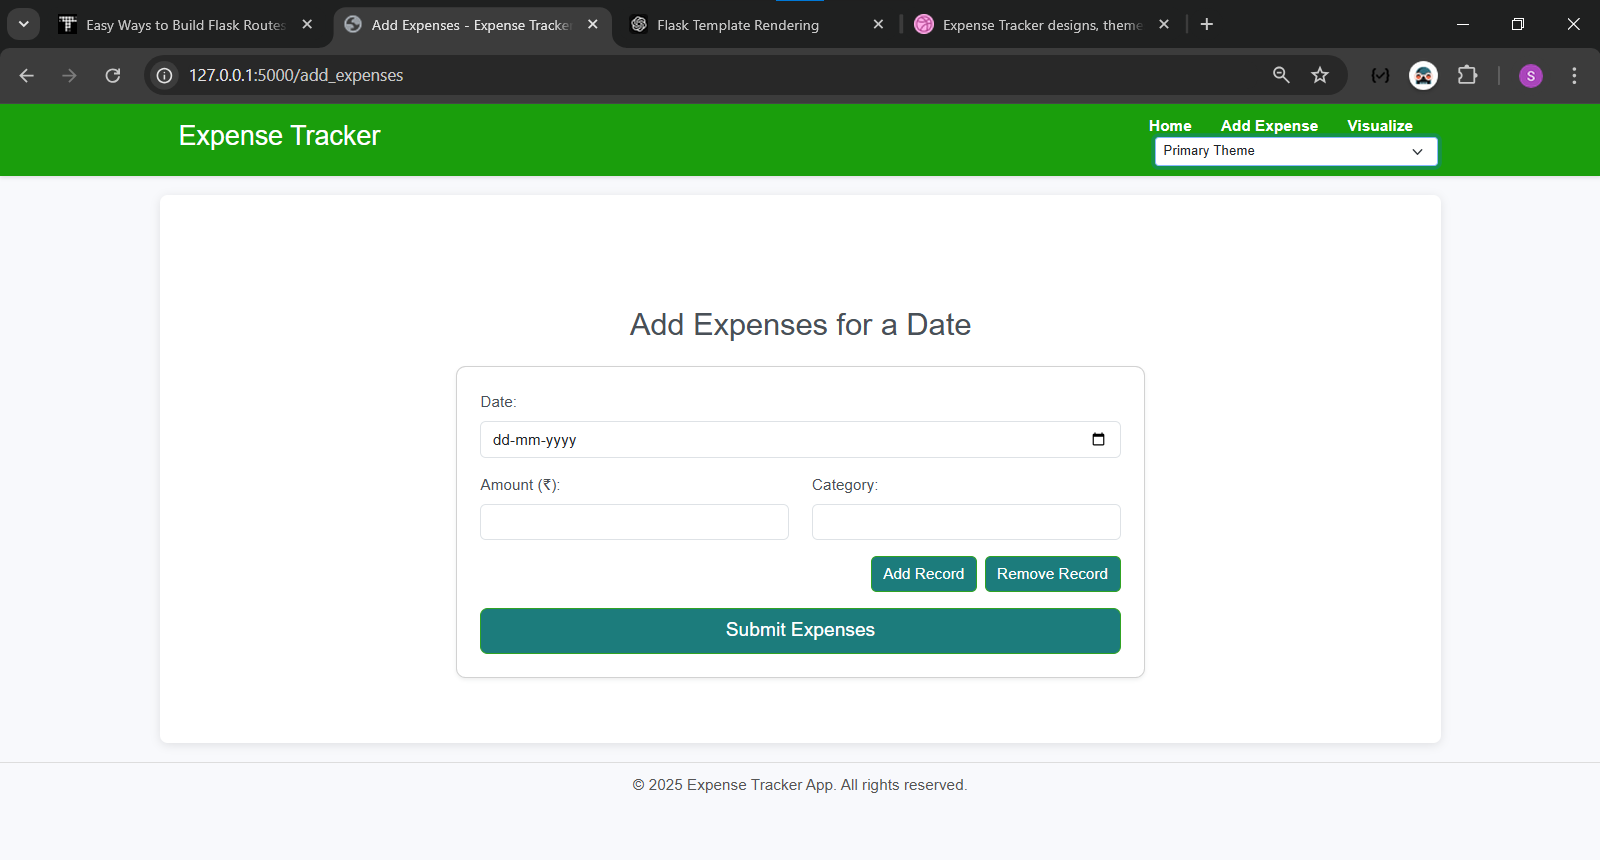 Easy Ways to Build Flask Routes
Add Expenses - Expense Tracker
Flask Template Rendering
Expense Tracker designs, theme
127.0.0.1:5000/add_expenses
S
Expense Tracker
Home Add Expense Visualize
Primary Theme
Add Expenses for a Date
Date:
dd-mm-yyyy
Amount (₹): Category:
Add Record Remove Record
Submit Expenses
© 2025 Expense Tracker App. All rights reserved.